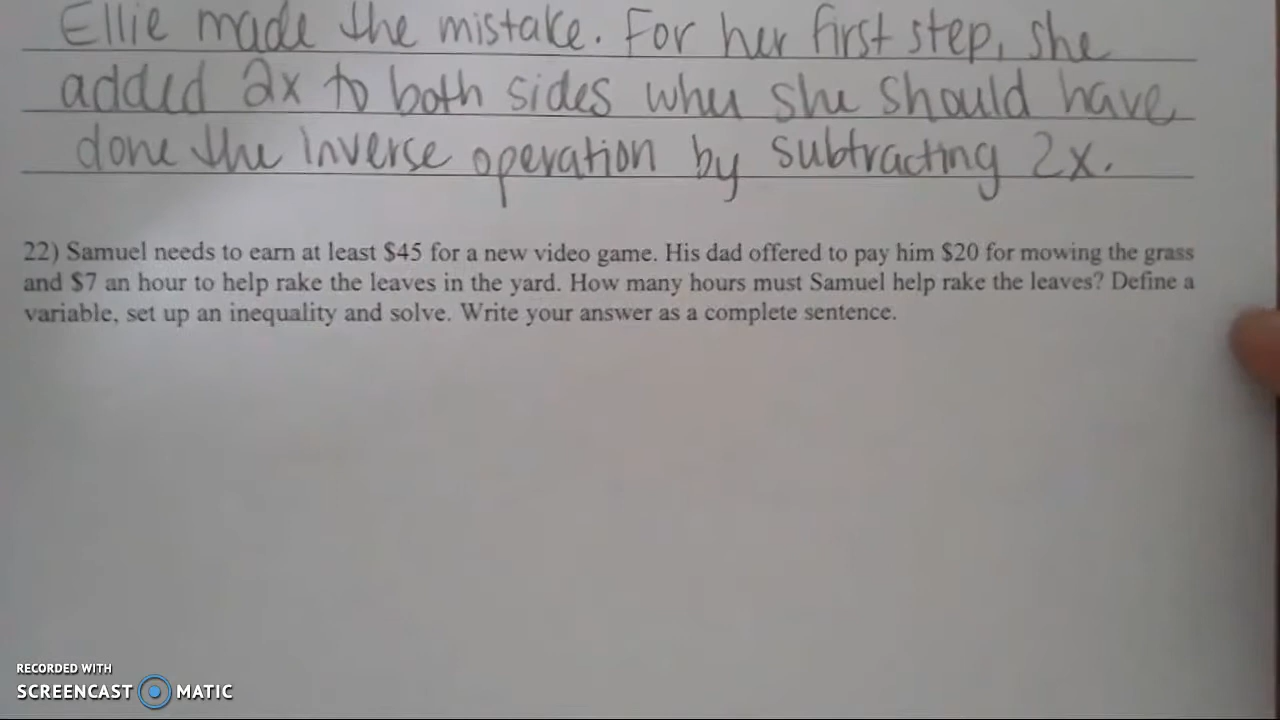 Ellie made the mistake. For her first step, she
added 2x to both sides when she should have
done the inverse operation by subtracting 2x.
22) Samuel needs to earn at least $45 for a new video game. His dad offered to pay him $20 for mowing the grass
and $7 an hour to help rake the leaves in the yard. How many hours must Samuel help rake the leaves? Define a
variable, set up an inequality and solve. Write your answer as a complete sentence.
RECORDED WITH
SCREENCAST MATIC